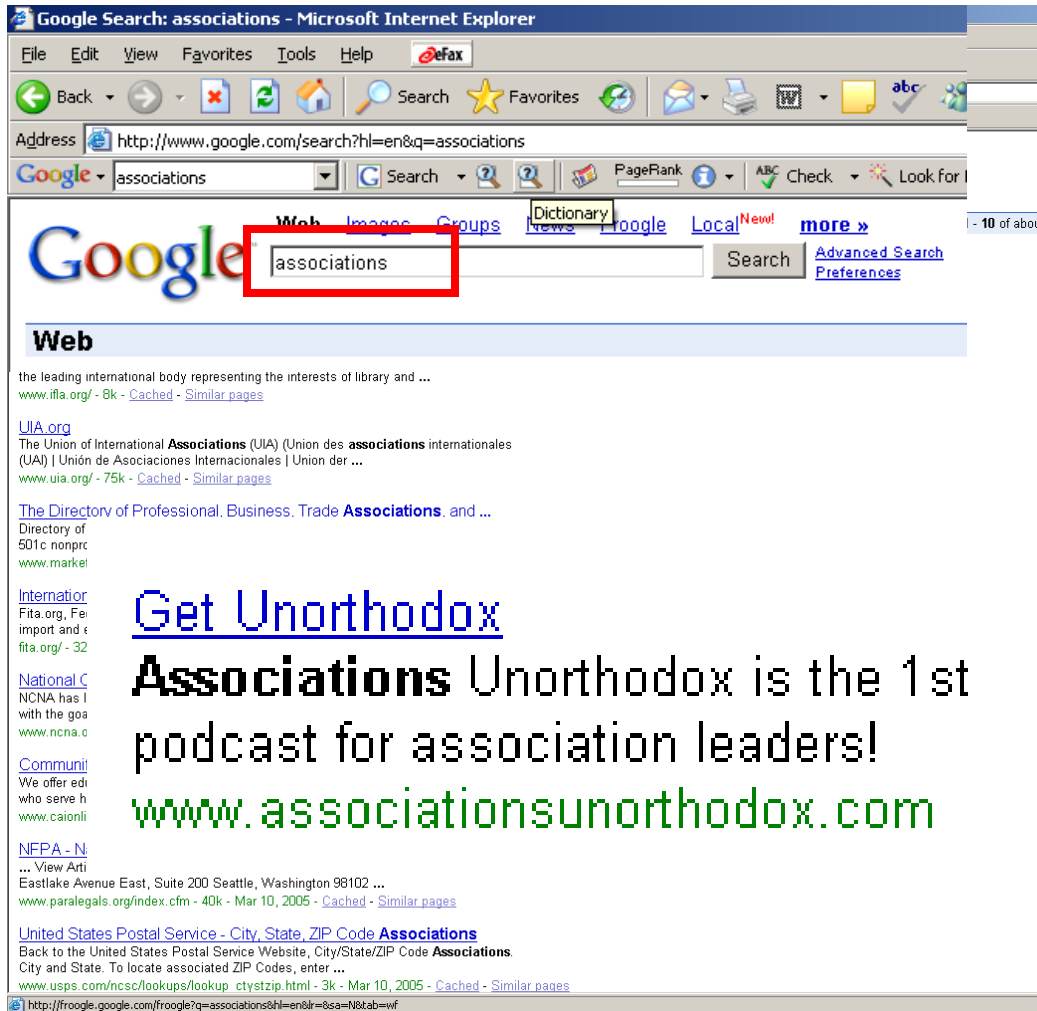 Google Search: associations - Microsoft Internet Explorer
File Edit View Favorites Tools Help eFax
Back Search Favorites abc
Address http://www.google.com/search?hl=en&q=associations
Google associations G Search PageRank ABC Check Look for
Dictionary
Web Images Groups News Froogle Local New! more »
- 10 of abou
Google
associations Search Advanced Search
Preferences
Web
the leading international body representing the interests of library and ...
www.ifla.org/ - 8k - Cached - Similar pages
UIA.org
The Union of International Associations (UIA) (Union des associations internationales
(UAI) | Unión de Asociaciones Internacionales | Union der ...
www.uia.org/ - 75k - Cached - Similar pages
The Directory of Professional, Business, Trade Associations, and ...
Directory of
501c nonpro
www.market
Internation
Fita.org, Fe
import and e
fita.org/ - 32
National C
NCNA has l
with the goa
www.ncna.o
Communit
We offer edu
who serve h
www.caionli
Get Unorthodox
Associations Unorthodox is the 1st
podcast for association leaders!
www.associationsunorthodox.com
NFPA - Na
... View Arti
Eastlake Avenue East, Suite 200 Seattle, Washington 98102 ...
www.paralegals.org/index.cfm - 40k - Mar 10, 2005 - Cached - Similar pages
United States Postal Service - City, State, ZIP Code Associations
Back to the United States Postal Service Website, City/State/ZIP Code Associations.
City and State. To locate associated ZIP Codes, enter ...
www.usps.com/ncsc/lookups/lookup_ctystzip.html - 3k - Mar 10, 2005 - Cached - Similar pages
http://froogle.google.com/froogle?q=associations&hl=en&lr=&sa=N&tab=wf